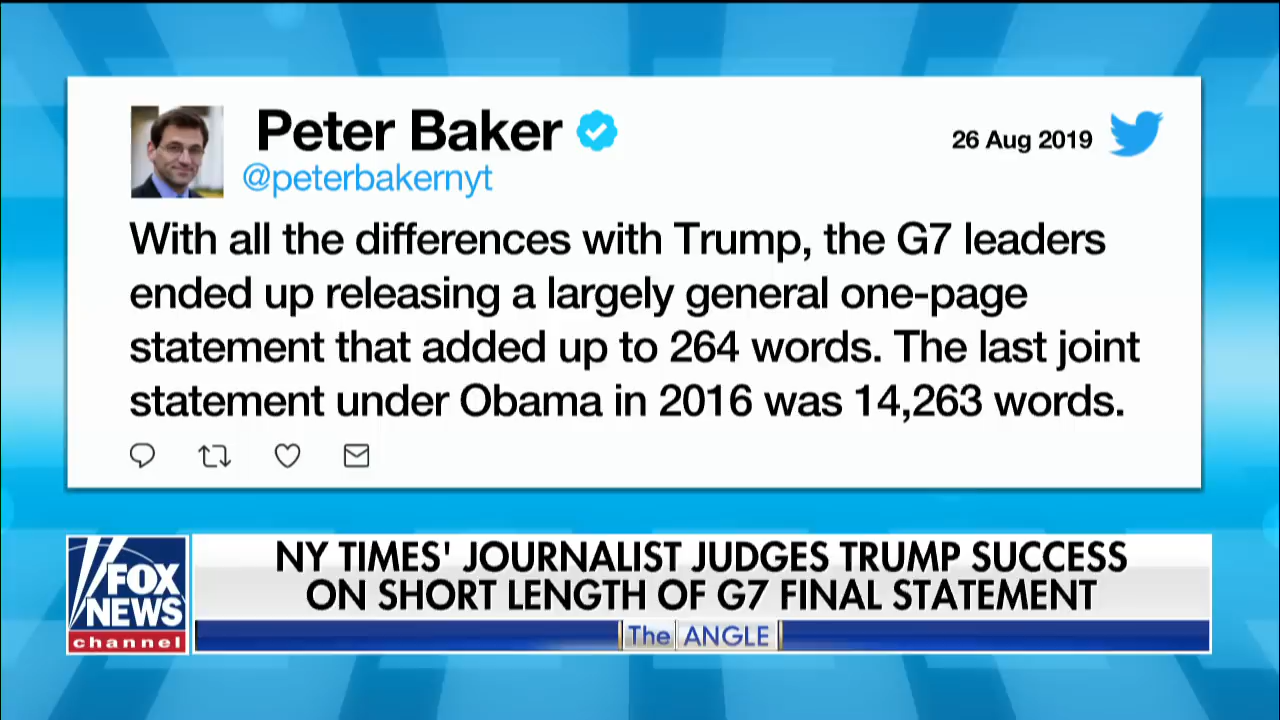 Peter Baker
26 Aug 2019
@peterbakernyt
With all the differences with Trump, the G7 leaders
ended up releasing a largely general one-page
statement that added up to 264 words. The last joint
statement under Obama in 2016 was 14,263 words.
NY TIMES' JOURNALIST JUDGES TRUMP SUCCESS
ON SHORT LENGTH OF G7 FINAL STATEMENT
FOX
NEWS
channel
The ANGLE